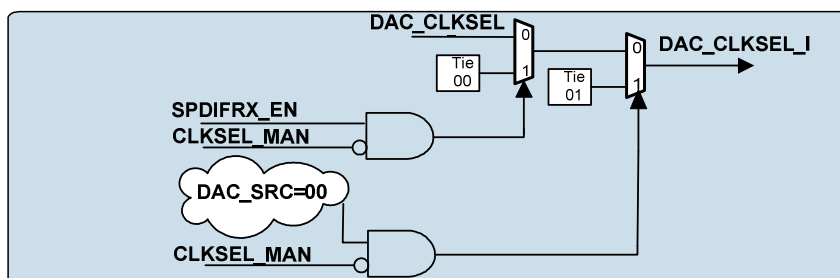 DAC_CLKSEL
0
1
Tie
00
0
1
Tie
01
DAC_CLKSEL_I
SPDIFRX_EN
CLKSEL_MAN
DAC_SRC=00
CLKSEL_MAN